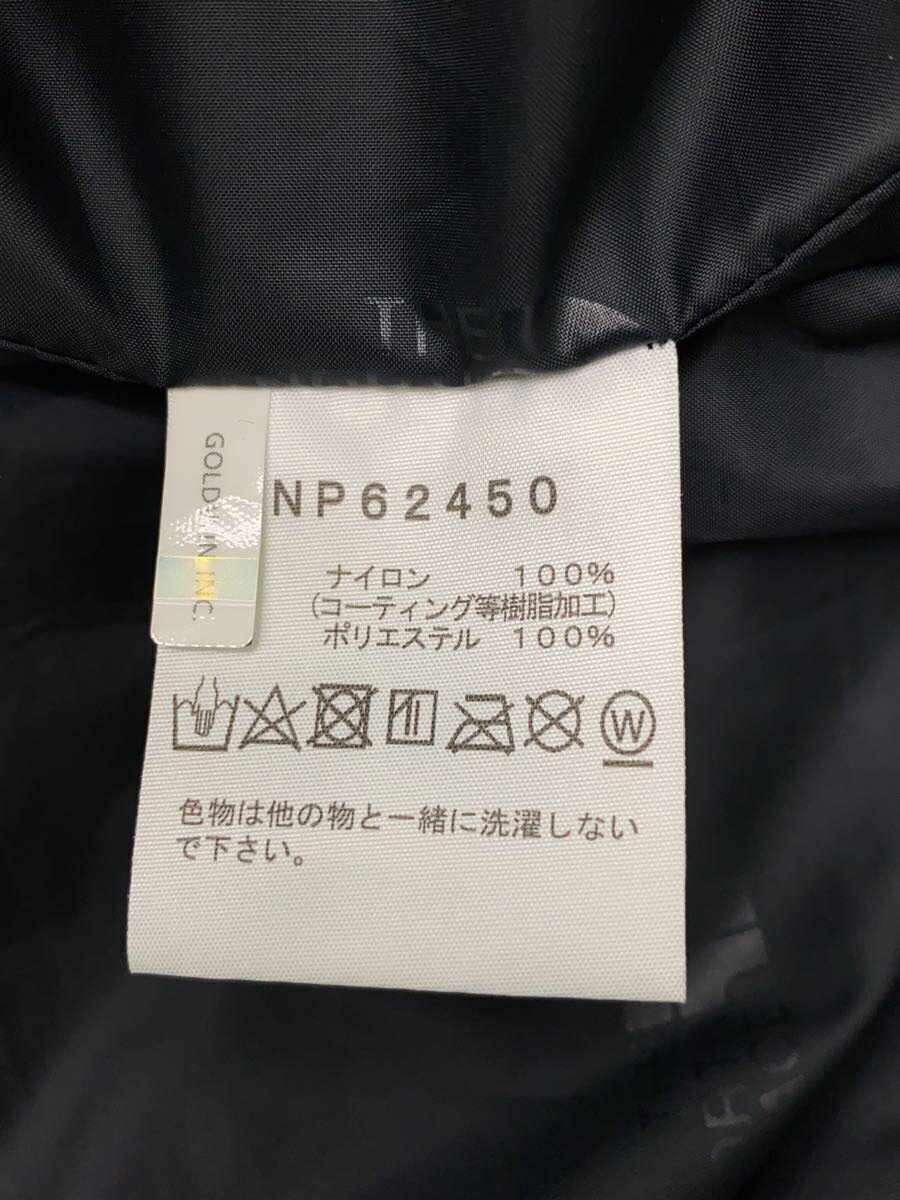 THE
GOLDWIN INC.
NP62450
ナイロン 100%
(コーティング等樹脂加工)
ポリエステル 100%
W
色物は他の物と一緒に洗濯しない
で下さい。